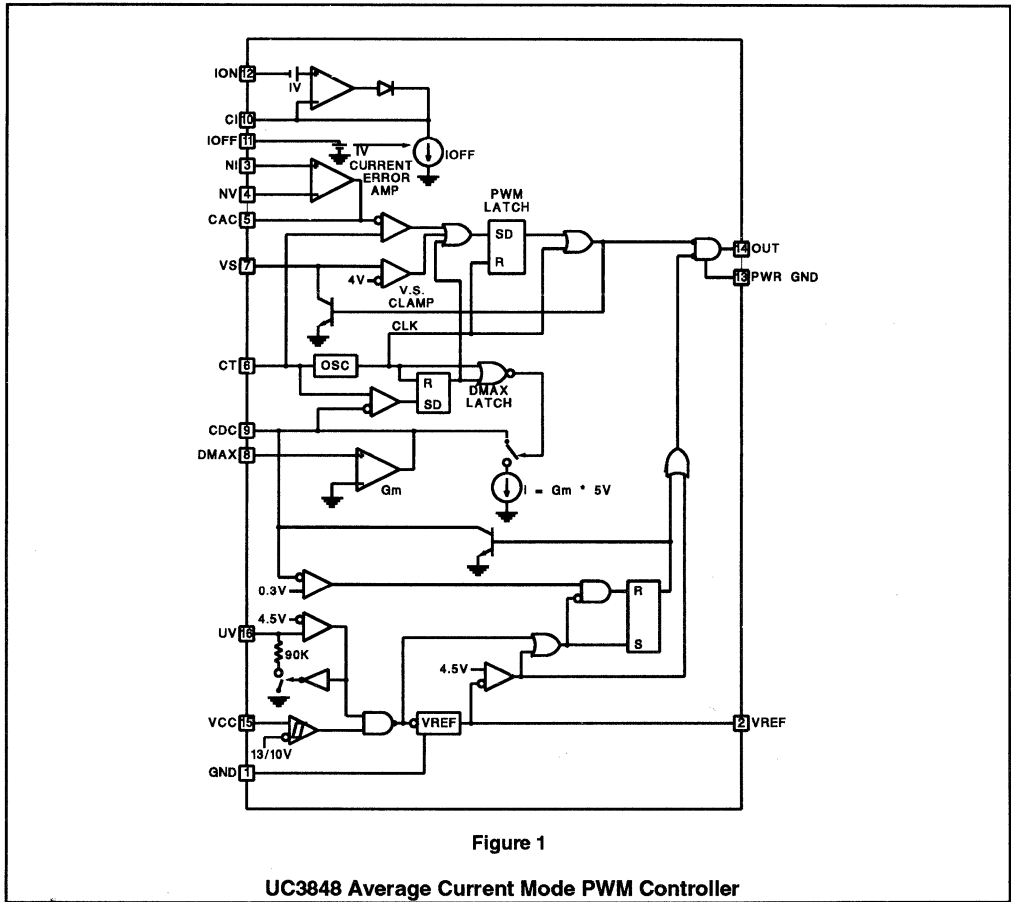 ION 12
IV
CI 10
IOFF 11
IV
IOFF
NI 3
CURRENT
ERROR
AMP
NV 4
CAC 5
PWM
LATCH
SD
R
14 OUT
VS 7
4V
13 PWR GND
V.S.
CLAMP
CLK
CT 6
OSC
R
SD
DMAX
LATCH
CDC 9
DMAX 8
Gm
I = Gm * 5V
0.3V
R
S
4.5V
UV 16
90K
4.5V
VCC 15
VREF
2 VREF
13/10V
GND 1
Figure 1
UC3848 Average Current Mode PWM Controller